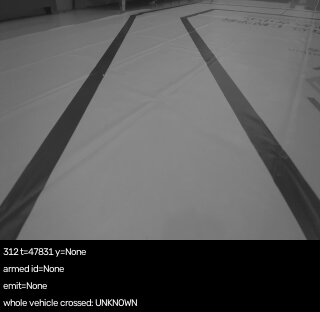 312 t=47831 y=None
armed id=None
emit=None
whole vehicle crossed: UNKNOWN